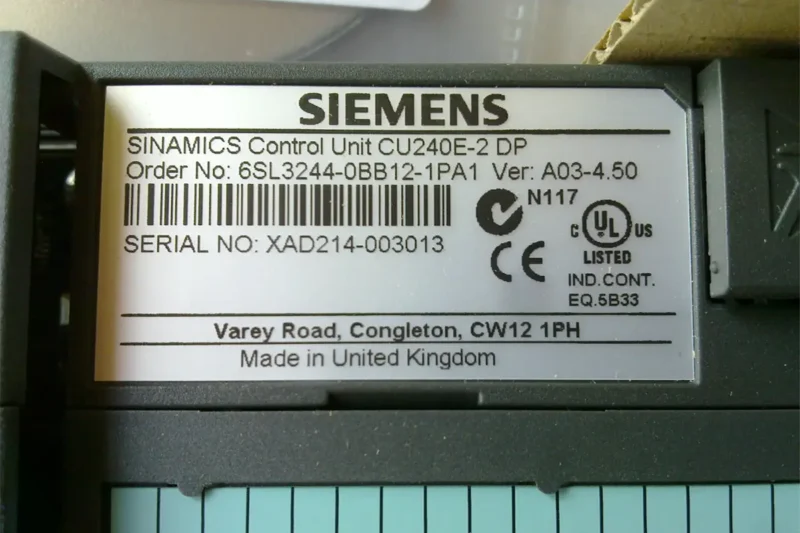 SIEMENS
SINAMICS Control Unit CU240E-2 DP
Order No: 6SL3244-0BB12-1PA1 Ver: A03-4.50
N117
SERIAL NO: XAD214-003013
CE
C UL US
LISTED
IND.CONT.
EQ.5B33
Varey Road, Congleton, CW12 1PH
Made in United Kingdom